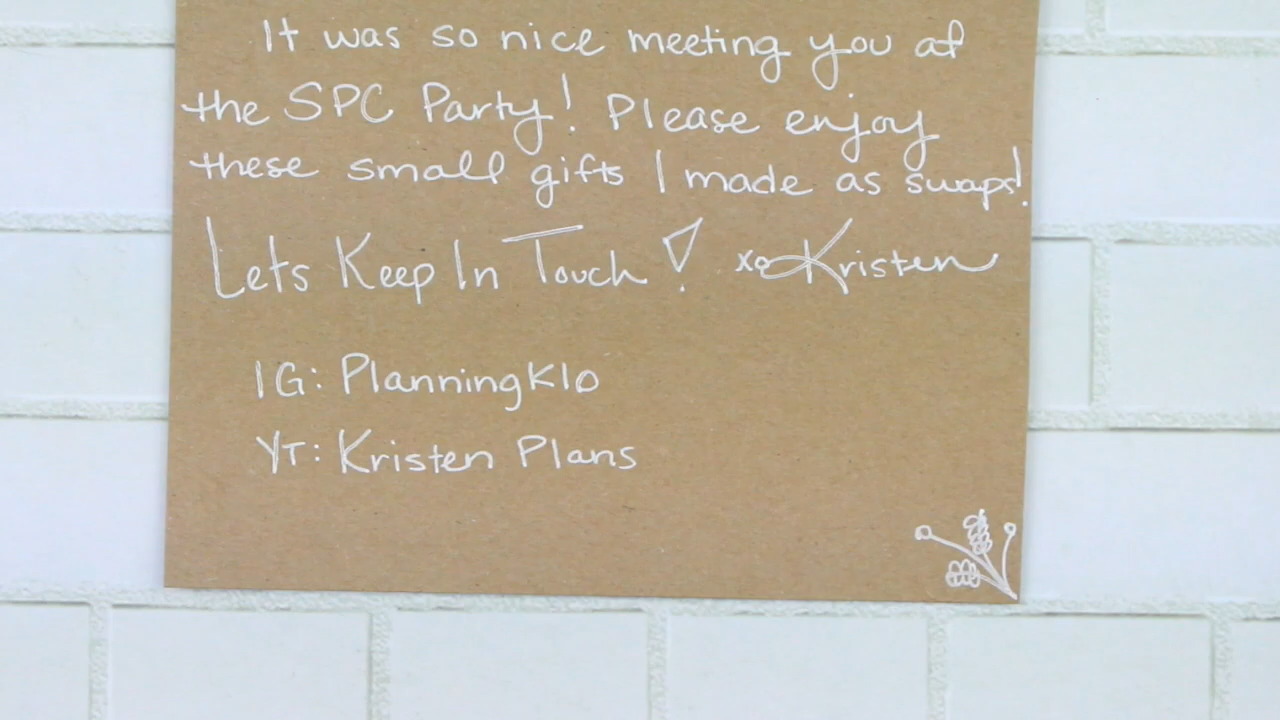 It was so nice meeting you at
the SPC Party! Please enjoy
these small gifts I made as swaps!
Lets Keep In Touch! xo Kristen
IG: PlanningKlo
YT: Kristen Plans